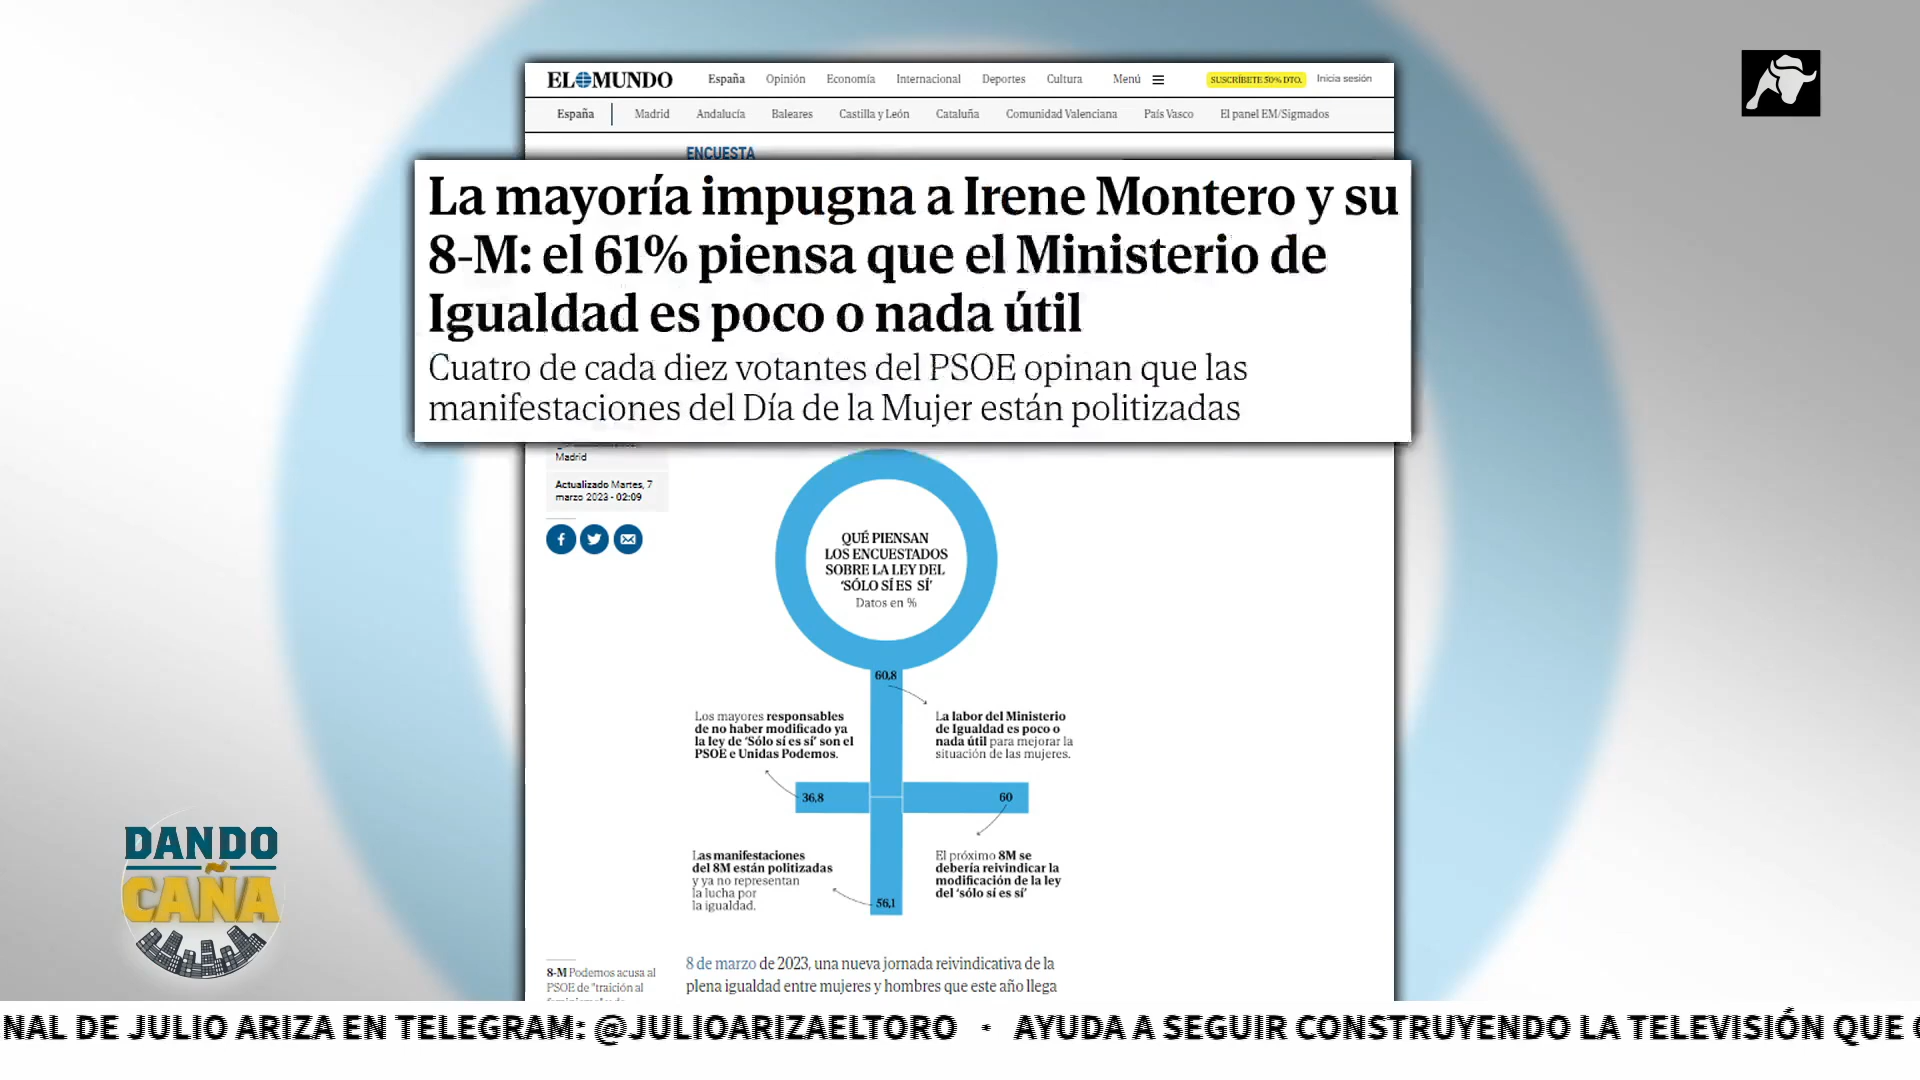 EL MUNDO
España Opinión Economía Internacional Deportes Cultura Menú SUSCRÍBETE 50% DTO. Inicia sesión
España Madrid Andalucía Baleares Castilla y León Cataluña Comunidad Valenciana País Vasco El panel EM/Sigmados
ENCUESTA
La mayoría impugna a Irene Montero y su
8-M: el 61% piensa que el Ministerio de
Igualdad es poco o nada útil
Cuatro de cada diez votantes del PSOE opinan que las
manifestaciones del Día de la Mujer están politizadas
Madrid
Actualizado Martes, 7
marzo 2023 - 02:09
QUÉ PIENSAN
LOS ENCUESTADOS
SOBRE LA LEY DEL
'SÓLO SÍ ES SÍ'
Datos en %
60,8
Los mayores responsables
de no haber modificado ya
la ley de 'Sólo sí es sí' son el
PSOE e Unidas Podemos.
La labor del Ministerio
de Igualdad es poco o
nada útil para mejorar la
situación de las mujeres.
36,8
60
Las manifestaciones
del 8M están politizadas
y ya no representan
la lucha por
la igualdad.
El próximo 8M se
debería reivindicar la
modificación de la ley
del 'sólo sí es sí'
56,1
8-M Podemos acusa al
PSOE de "traición al
8 de marzo de 2023, una nueva jornada reivindicativa de la
plena igualdad entre mujeres y hombres que este año llega
DANDO
CAÑA
NAL DE JULIO ARIZA EN TELEGRAM: @JULIOARIZAELTORO · AYUDA A SEGUIR CONSTRUYENDO LA TELEVISIÓN QUE